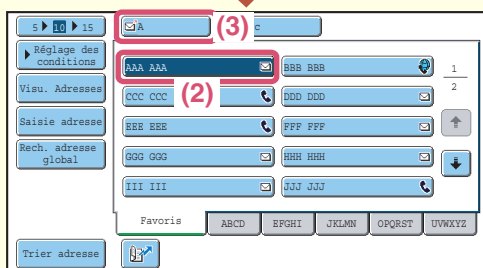 5 10 15
A
(3)
c
Réglage des
conditions
Visu. Adresses
Saisie adresse
Rech. adresse
global
Trier adresse
AAA AAA
BBB BBB
CCC CCC
(2)
DDD DDD
EEE EEE
FFF FFF
GGG GGG
HHH HHH
III III
JJJ JJJ
1
2
Favoris
ABCD
EFGHI
JKLMN
OPQRST
UVWXYZ